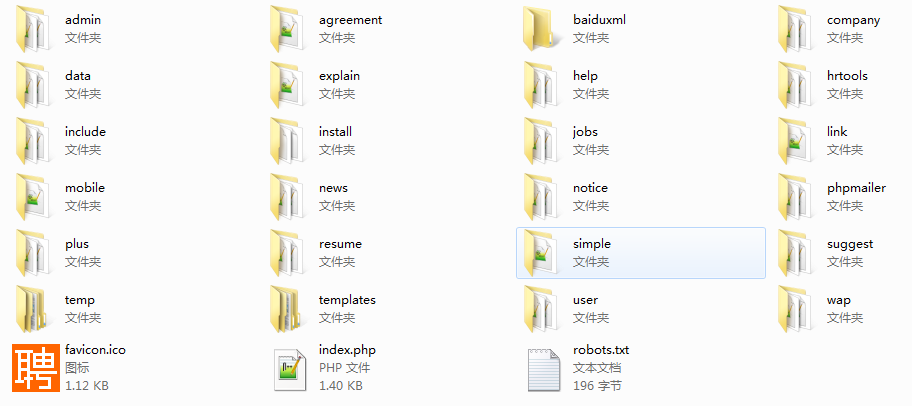 admin
文件夹
agreement
文件夹
baiduxml
文件夹
company
文件夹
data
文件夹
explain
文件夹
help
文件夹
hrtools
文件夹
include
文件夹
install
文件夹
jobs
文件夹
link
文件夹
mobile
文件夹
news
文件夹
notice
文件夹
phpmailer
文件夹
plus
文件夹
resume
文件夹
simple
文件夹
suggest
文件夹
temp
文件夹
templates
文件夹
user
文件夹
wap
文件夹
聘
favicon.ico
图标
1.12 KB
index.php
PHP 文件
1.40 KB
robots.txt
文本文档
196 字节